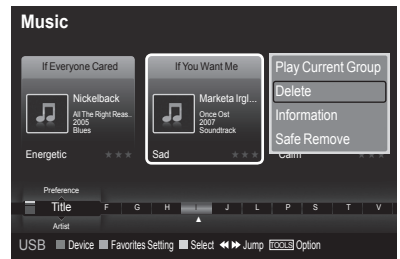 Music
If Everyone Cared
Nickelback
All The Right Reas..
2005
Blues
Energetic
If You Want Me
Marketa Irgl...
Once Ost
2007
Soundtrack
Sad
Play Current Group
Delete
Information
Safe Remove
Calm
Preference
Title F G H I J L P S T V
Artist
USB Device Favorites Setting Select Jump TOOLS Option